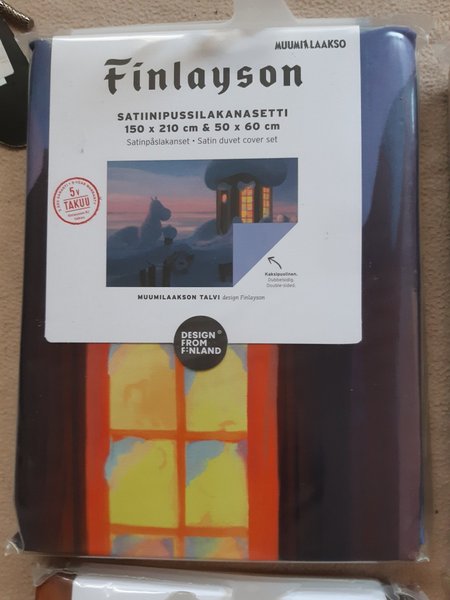 MUUMILAAKSO
Finlayson
SATIINIPUSSILAKANASETTI
150 x 210 cm & 50 x 60 cm
Satinpåslakanset • Satin duvet cover set
5 V
TAKUU
Kaksipuolinen.
Dubbelsidig.
Double-sided.
MUUMILAAKSON TALVI design Finlayson
DESIGN
FROM
FINLAND